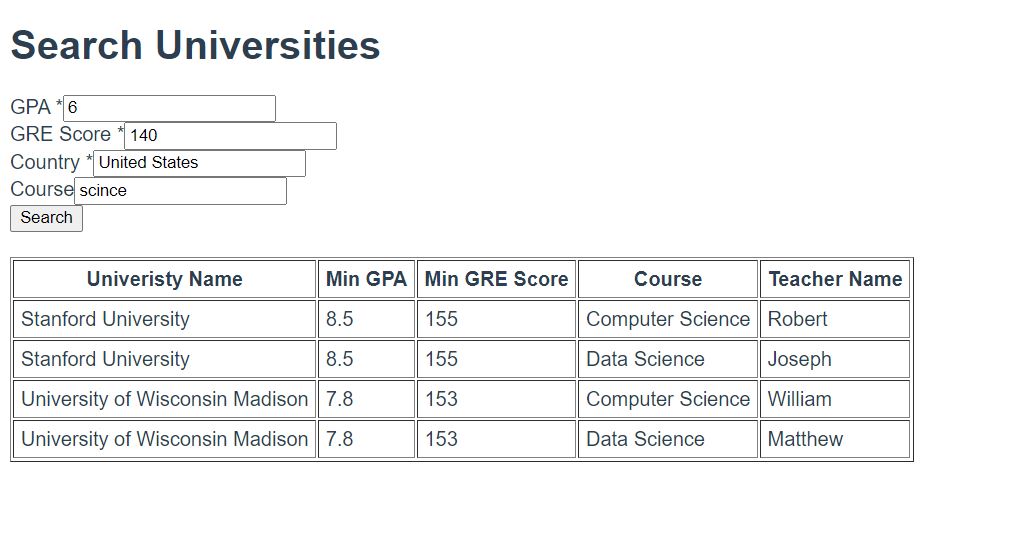 Search Universities
GPA * 6
GRE Score * 140
Country * United States
Course scince
Search
Univeristy Name Min GPA Min GRE Score Course Teacher Name
Stanford University 8.5 155 Computer Science Robert
Stanford University 8.5 155 Data Science Joseph
University of Wisconsin Madison 7.8 153 Computer Science William
University of Wisconsin Madison 7.8 153 Data Science Matthew